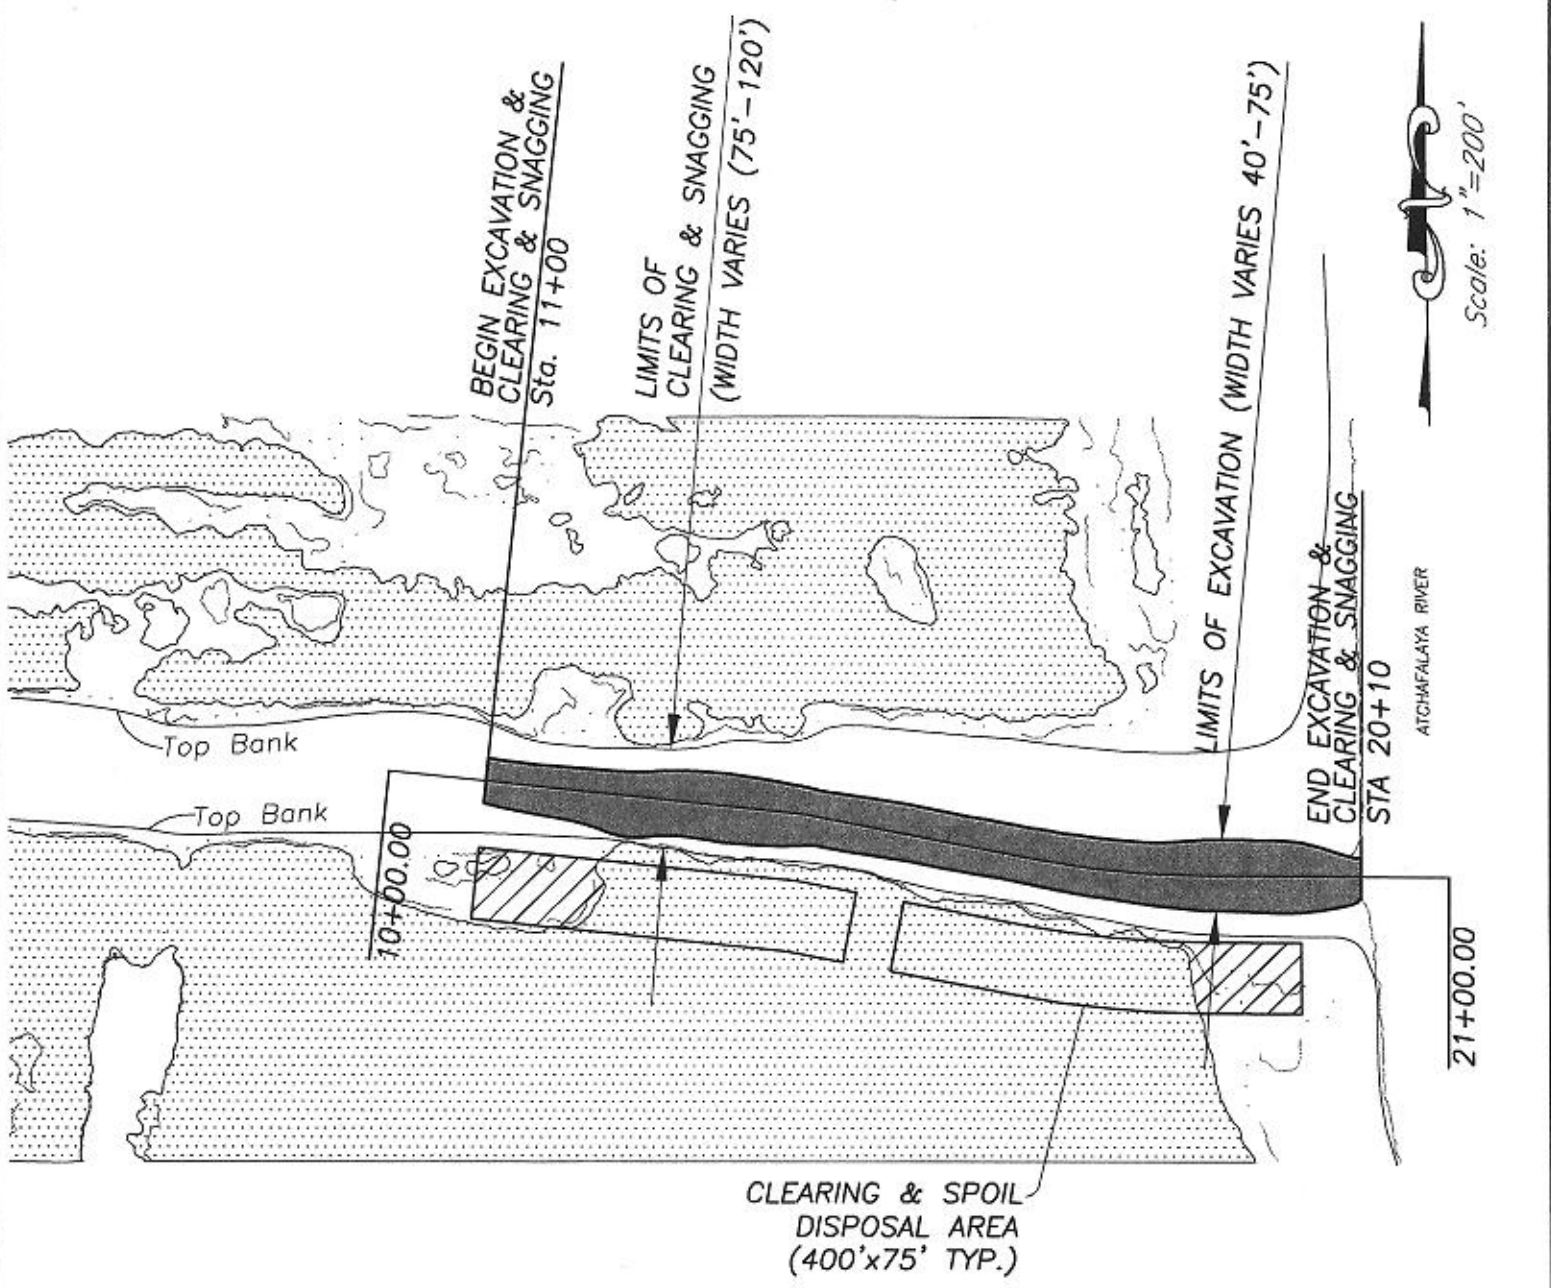 BEGIN EXCAVATION &
CLEARING & SNAGGING
Sta. 11+00
LIMITS OF
CLEARING & SNAGGING
(WIDTH VARIES (75'-120')
LIMITS OF EXCAVATION (WIDTH VARIES 40'-75')
Scale: 1"=200'
END EXCAVATION &
CLEARING & SNAGGING
STA 20+10
ATCHAFALAYA RIVER
Top Bank
Top Bank
10+00.00
21+00.00
CLEARING & SPOIL
DISPOSAL AREA
(400'x75' TYP.)